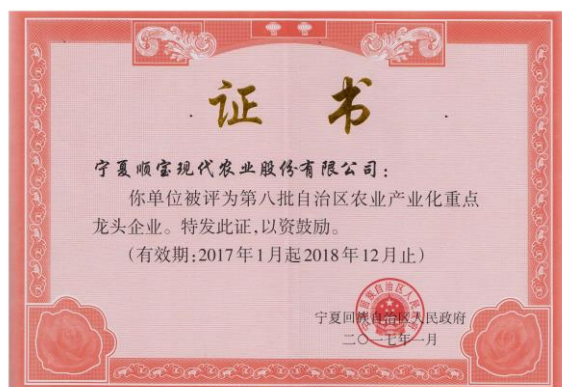 证 书
宁夏顺宝现代农业股份有限公司：
你单位被评为第八批自治区农业产业化重点
龙头企业。特发此证，以资鼓励。
(有效期:2017年1月起2018年12月止)
宁夏回族自治区人民政府
二〇一七年一月